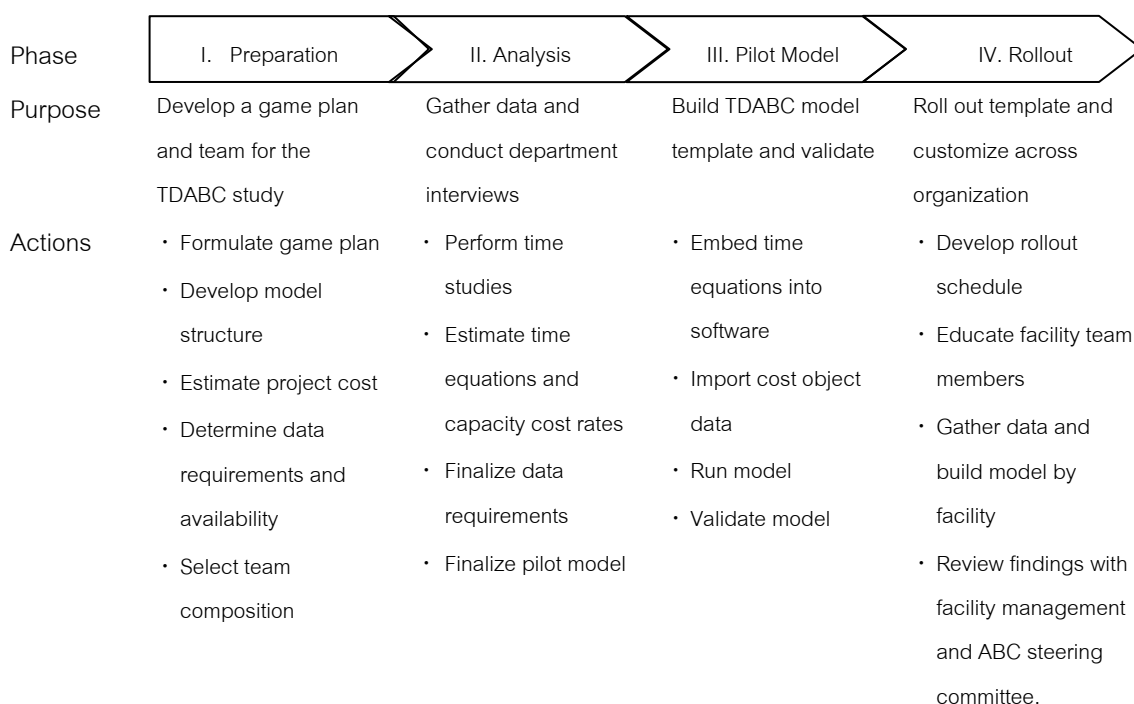 Phase
I. Preparation
II. Analysis
III. Pilot Model
IV. Rollout
Purpose
Develop a game plan
and team for the
TDABC study
Gather data and
conduct department
interviews
Build TDABC model
template and validate
Roll out template and
customize across
organization
Actions
· Formulate game plan
· Develop model
structure
· Estimate project cost
· Determine data
requirements and
availability
· Select team
composition
· Perform time
studies
· Estimate time
equations and
capacity cost rates
· Finalize data
requirements
· Finalize pilot model
· Embed time
equations into
software
· Import cost object
data
· Run model
· Validate model
· Develop rollout
schedule
· Educate facility team
members
· Gather data and
build model by
facility
· Review findings with
facility management
and ABC steering
committee.